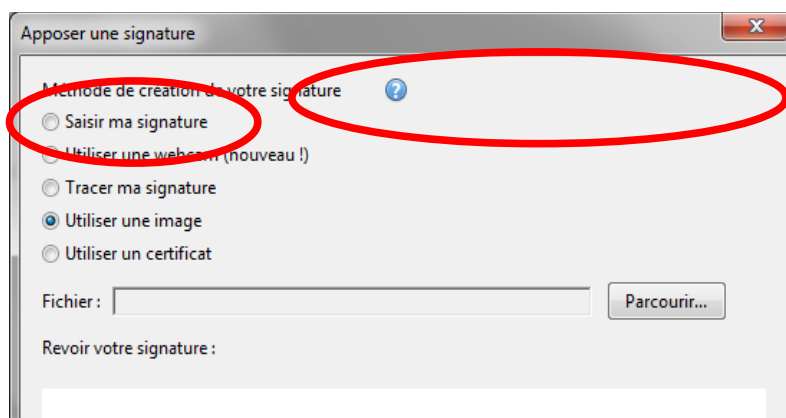 Apposer une signature
Méthode de création de votre signature
Saisir ma signature
Utiliser une webcam (nouveau !)
Tracer ma signature
Utiliser une image
Utiliser un certificat
Fichier : Parcourir...
Revoir votre signature :